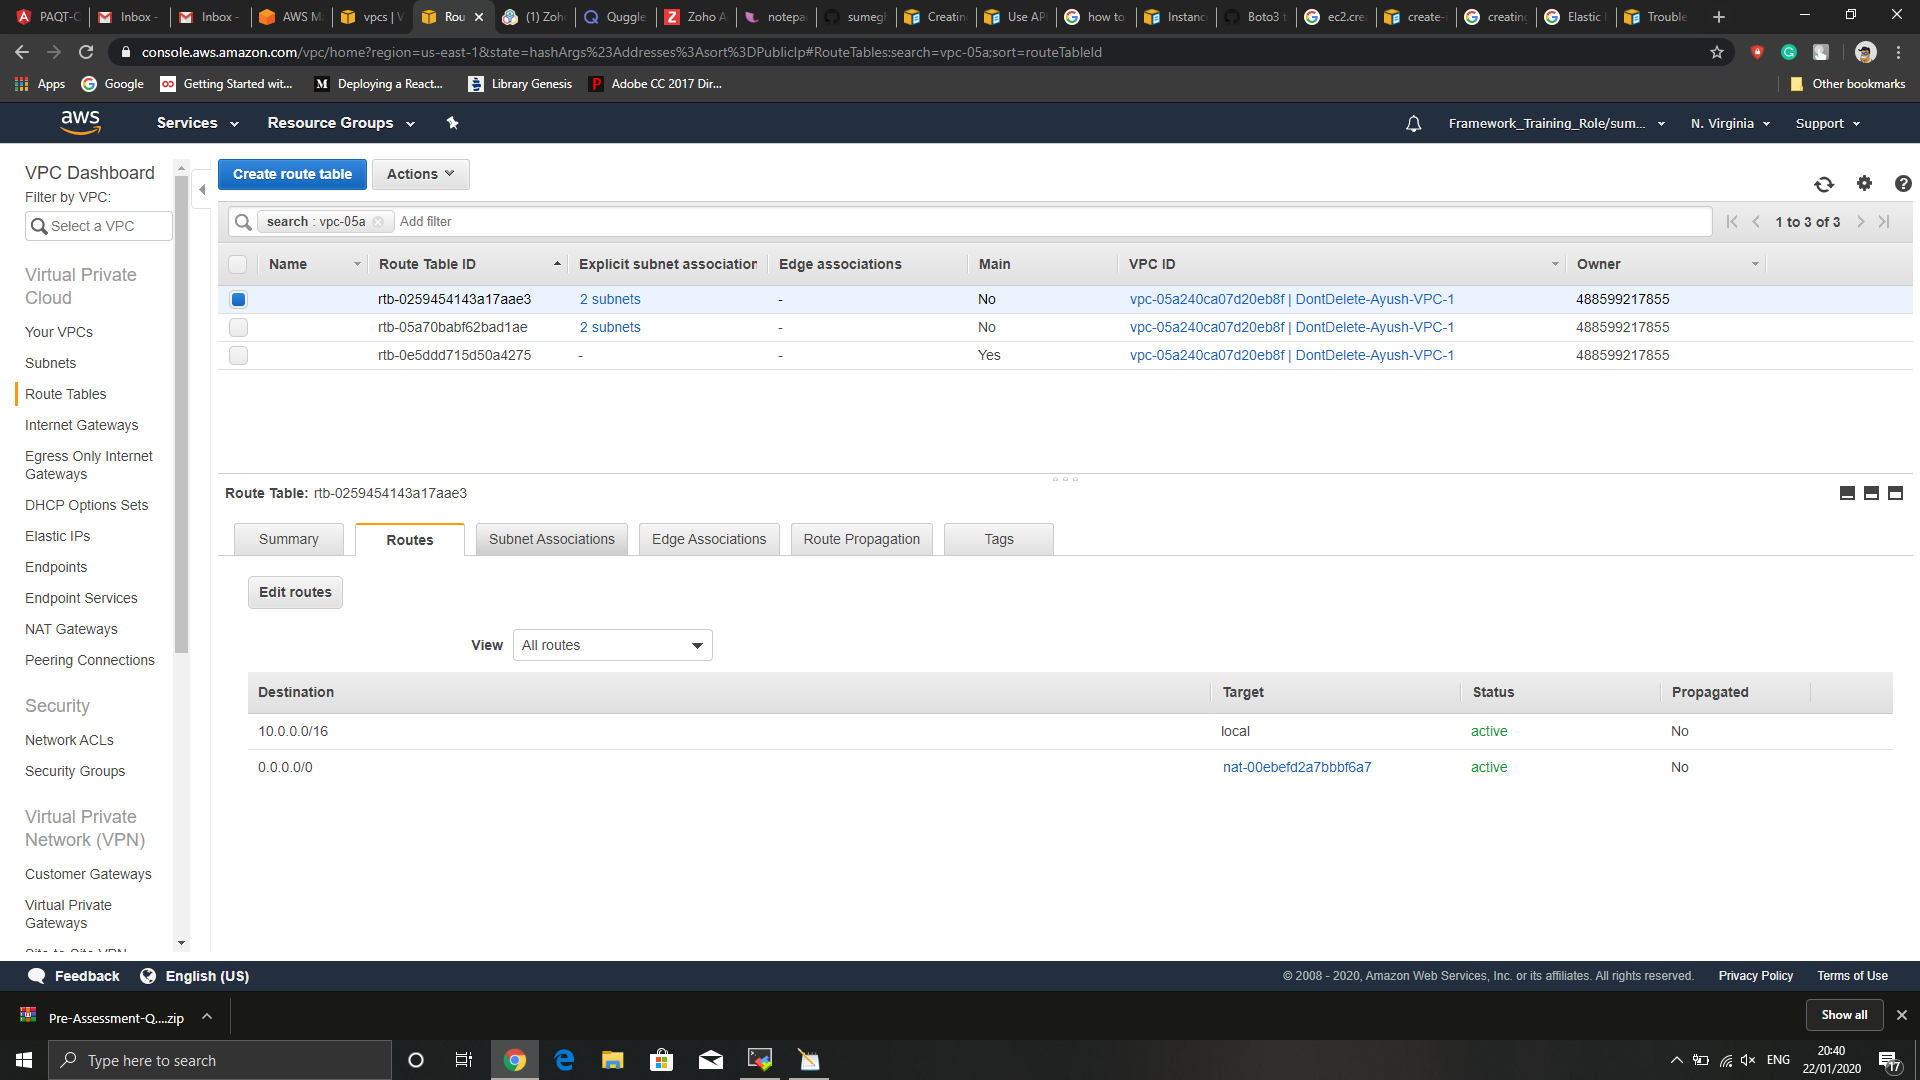 PAQT-C
Inbox -
Inbox -
AWS M
vpcs | V
Rou
(1) Zoh
Quggle
Zoho A
notepa
sumegh
Creatin
Use API
how to
Instanc
Boto3 t
ec2.cre
create-
creating
Elastic
Trouble
console.aws.amazon.com/vpc/home?region=us-east-1&state=hashArgs%23Addresses%3Asort%3DPublicIp#RouteTables:search=vpc-05a;sort=routeTableId
Apps
Google
Getting Started wit...
Deploying a React...
Library Genesis
Adobe CC 2017 Dir...
Other bookmarks
aws
Services
Resource Groups
Framework_Training_Role/sum...
N. Virginia
Support
VPC Dashboard
Filter by VPC:
Select a VPC
Virtual Private
Cloud
Your VPCs
Subnets
Route Tables
Internet Gateways
Egress Only Internet
Gateways
DHCP Options Sets
Elastic IPs
Endpoints
Endpoint Services
NAT Gateways
Peering Connections
Security
Network ACLs
Security Groups
Virtual Private
Network (VPN)
Customer Gateways
Virtual Private
Gateways
Site-to-Site VPN
Create route table
Actions
search : vpc-05a
Add filter
1 to 3 of 3
Name Route Table ID Explicit subnet association Edge associations Main VPC ID Owner
rtb-0259454143a17aae3 2 subnets - No vpc-05a240ca07d20eb8f | DontDelete-Ayush-VPC-1 488599217855
rtb-05a70babf62bad1ae 2 subnets - No vpc-05a240ca07d20eb8f | DontDelete-Ayush-VPC-1 488599217855
rtb-0e5ddd715d50a4275 - - Yes vpc-05a240ca07d20eb8f | DontDelete-Ayush-VPC-1 488599217855
Route Table: rtb-0259454143a17aae3
Summary
Routes
Subnet Associations
Edge Associations
Route Propagation
Tags
Edit routes
View All routes
Destination Target Status Propagated
10.0.0.0/16 local active No
0.0.0.0/0 nat-00ebefd2a7bbbf6a7 active No
Feedback
English (US)
© 2008 - 2020, Amazon Web Services, Inc. or its affiliates. All rights reserved.
Privacy Policy
Terms of Use
Pre-Assessment-Q....zip
Show all
Type here to search
ENG
20:40
22/01/2020
17